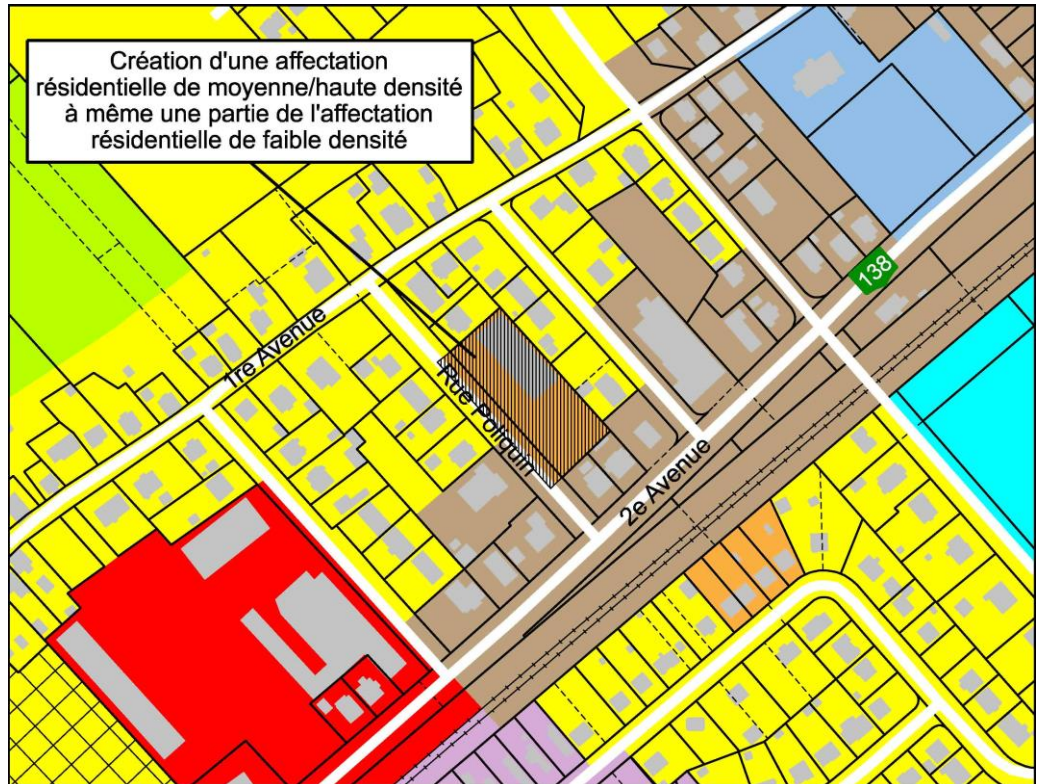 Création d'une affectation
résidentielle de moyenne/haute densité
à même une partie de l'affectation
résidentielle de faible densité
138
1re Avenue
Rue Poliquin
2e Avenue